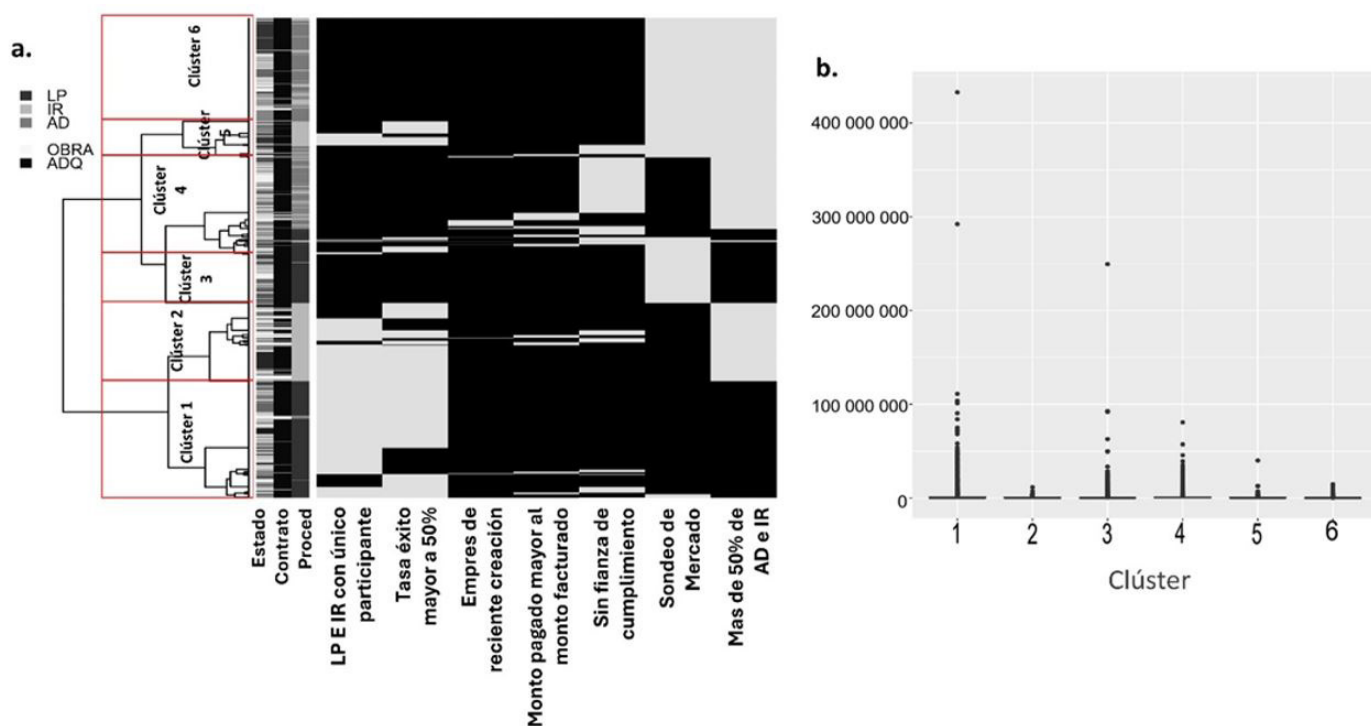 a.
LP
IR
AD
OBRA
ADQ
Clúster 6
Clúster
5
Clúster
4
Clúster
3
Clúster 2
Clúster 1
Estado
Contrato
Proced
LP E IR con único
participante
Tasa éxito
mayor a 50%
Empres de
reciente creación
Monto pagado mayor al
monto facturado
Sin fianza de
cumplimiento
Sondeo de
Mercado
Mas de 50% de
AD e IR
b.
400 000 000
300 000 000
200 000 000
100 000 000
0
1 2 3 4 5 6
Clúster